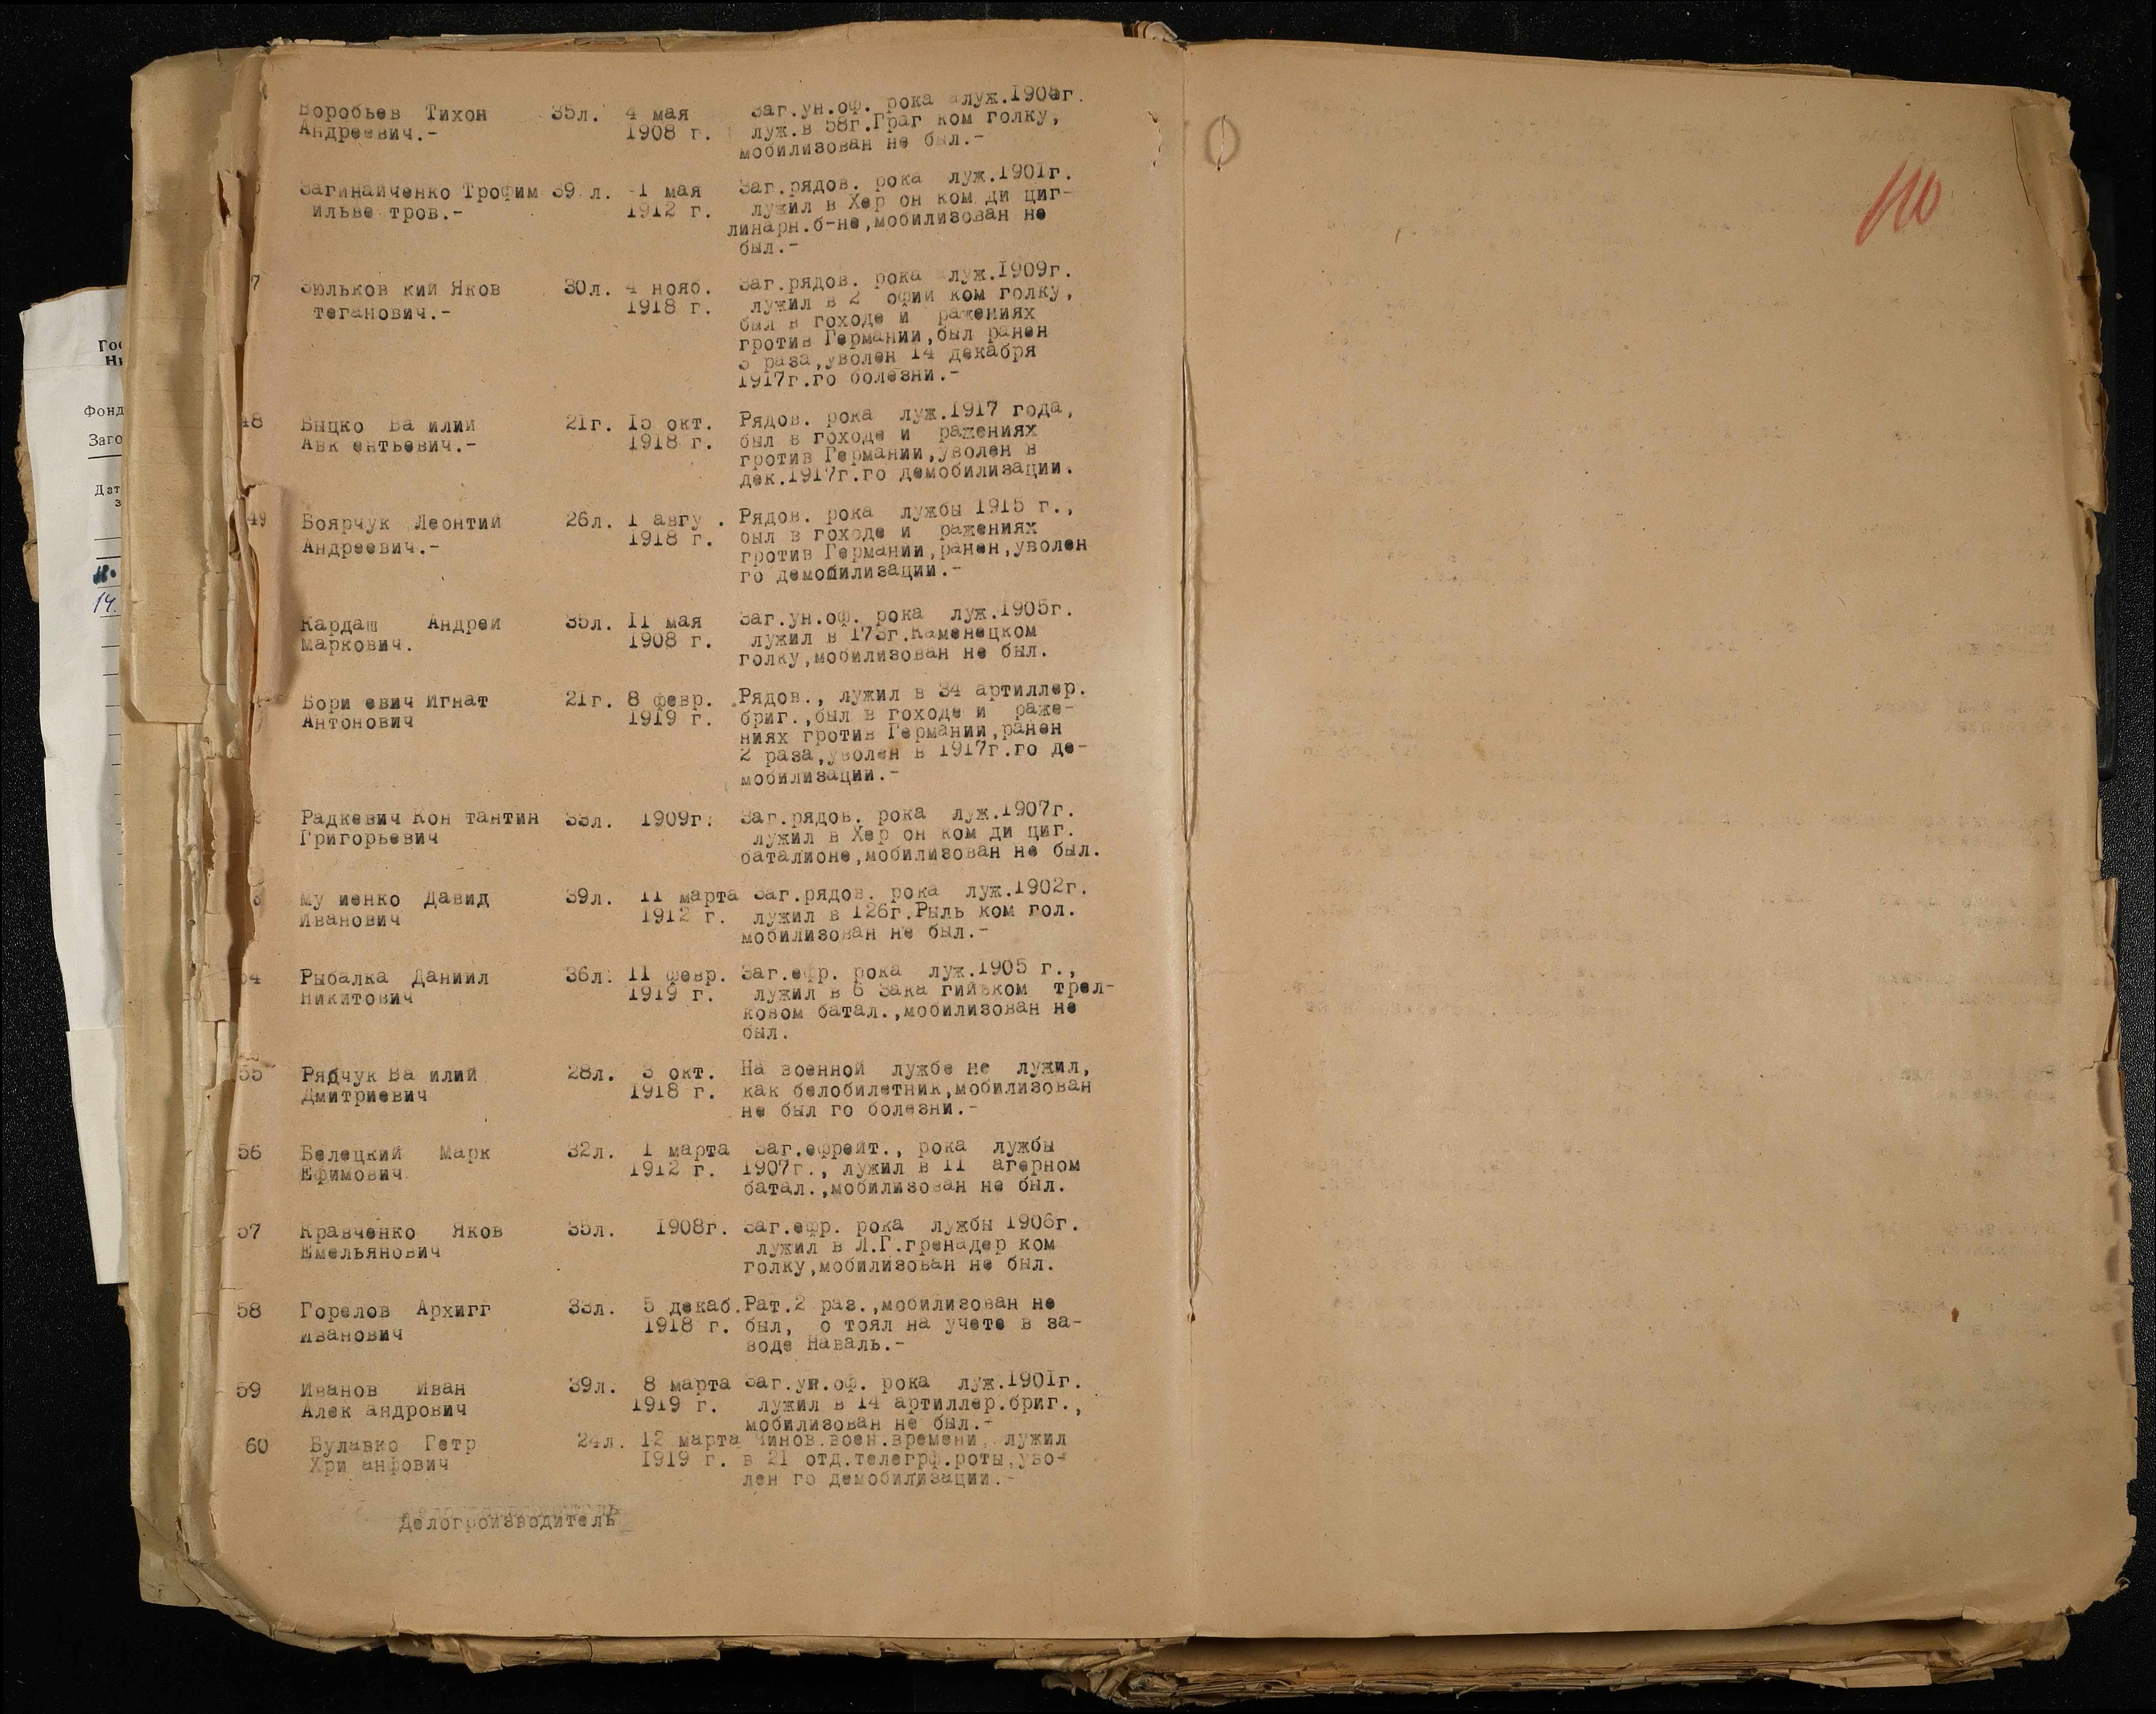 Воробьев Тихон 35л. 4 мая Заг.ун.оф. рока луж.1905г.
Андреевич.- 1908 г. луж.в 58г.Граг ком голку,
мобилизован не был.-
Загинайченко Трофим 39 л. 1 мая Заг.рядов. рока луж.1901г.
ильве тров.- 1912 г. лужил в Хер он ком ди циг-
линарн.б-не,мобилизован не
был.-
7 Зюльков кий Яков 30л. 4 нояб. Заг.рядов. рока луж.1909г.
теганович.- 1918 г. лужил в 2 офий ком голку,
был в гоходе и ражениях
гротив Германии,был ранен
3 раза,уволен 14 декабря
1917г.го болезни.-
48 Быцко Ва илий 21г. 15 окт. Рядов. рока луж.1917 года,
Авк ентьевич.- 1918 г. был в гоходе и ражениях
гротив Германии,уволен в
дек.1917г.го демобилизации.
49 Боярчук Леонтий 26л. 1 авгу . Рядов. рока лужбы 1915 г.,
Андреевич.- 1918 г. был в гоходе и ражениях
гротив Германии,ранен,уволен
го демобилизации.-
Кардаш Андрей 35л. 11 мая Заг.ун.оф. рока луж.1905г.
Маркович. 1908 г. лужил в 173г.Каменецком
голку,мобилизован не был.
Бори евич Игнат 21г. 8 февр. Рядов., лужил в 34 артиллер.
Антонович 1919 г. бриг.,был в гоходе и раже-
ниях гротив Германии,ранен
2 раза,уволен в 1917г.го де-
мобилизации.-
Радкевич Кон тантин 33л. 1909г. Заг.рядов. рока луж.1907г.
Григорьевич лужил в Хер он ком ди циг.
баталионе,мобилизован не был.
3 Му иенко Давид 39л. 11 марта Заг.рядов. рока луж.1902г.
Иванович 1912 г. лужил в 126г.Рыль ком гол.
мобилизован не был.-
54 Рыбалка Даниил 36л. 11 февр. Заг.ефр. рока луж.1905 г.,
Никитович 1919 г. лужил в 6 Зака гийвком трел-
ковом батал.,мобилизован не
был.
55 Рябчук Ва илий 28л. 3 окт. На военной лужбе не лужил,
Дмитриевич 1918 г. как белобилетник,мобилизован
не был го болезни.-
56 Белецкий Марк 32л. 1 марта Заг.ефрейт., рока лужбы
Ефимович 1912 г. 1907г., лужил в 11 агерном
батал.,мобилизован не был.
57 Кравченко Яков 35л. 1908г. Заг.ефр. рока лужбы 1906г.
Емельянович лужил в Л.Г.гренадер ком
голку,мобилизован не был.
58 Горелов Архигг 33л. 5 декаб. Рат.2 раз.,мобилизован не
Иванович 1918 г. был, о тоял на учете в за-
воде Наваль.-
59 Иванов Иван 39л. 8 марта Заг.ун.оф. рока луж.1901г.
Алек андрович 1919 г. лужил в 14 артиллер.бриг.,
мобилизован не был.-
60 Булавко Гетр 24л. 12 марта Чинов.воен.времени, лужил
Хри анфович 1919 г. в 21 отд.телегрф.роты,уво-
лен го демобилизации.-
Делогроизводитель
110
Фонд
Заго
Дат
14.